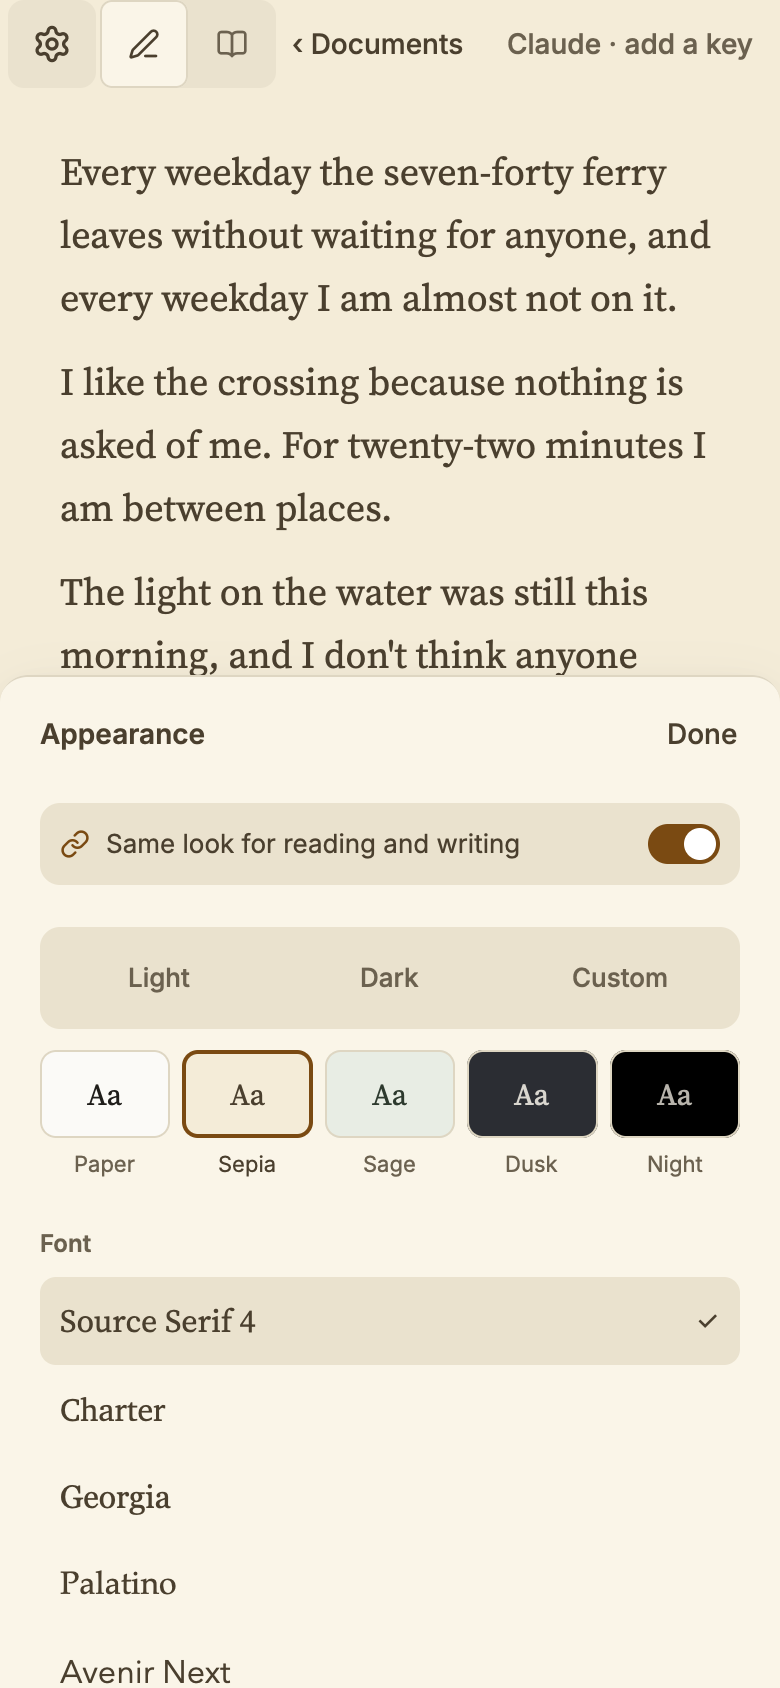 ‹ Documents
Claude · add a key
Every weekday the seven-forty ferry
leaves without waiting for anyone, and
every weekday I am almost not on it.
I like the crossing because nothing is
asked of me. For twenty-two minutes I
am between places.
The light on the water was still this
morning, and I don't think anyone
Appearance
Done
Same look for reading and writing
Light
Dark
Custom
Aa
Aa
Aa
Aa
Aa
Paper
Sepia
Sage
Dusk
Night
Font
Source Serif 4
Charter
Georgia
Palatino
Avenir Next